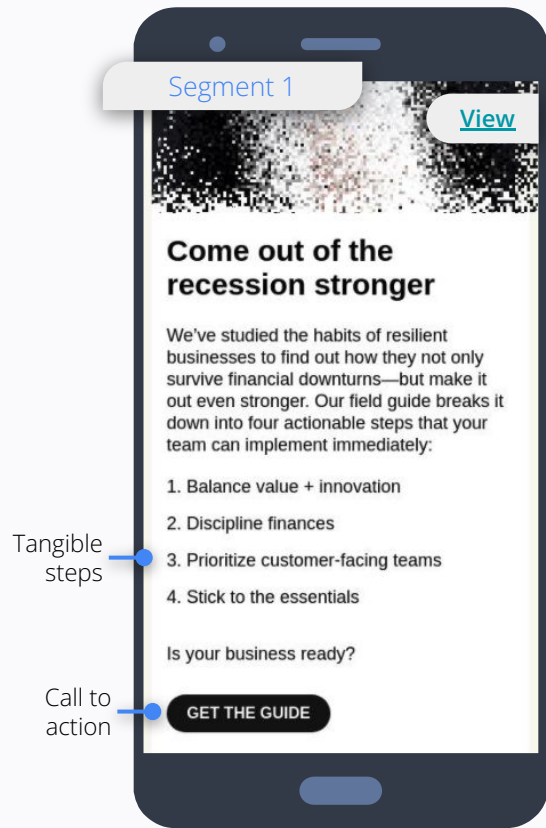 Segment 1
View
Come out of the
recession stronger
We’ve studied the habits of resilient
businesses to find out how they not only
survive financial downturns—but make it
out even stronger. Our field guide breaks it
down into four actionable steps that your
team can implement immediately:
1. Balance value + innovation
2. Discipline finances
Tangible
steps
3. Prioritize customer-facing teams
4. Stick to the essentials
Is your business ready?
Call to
action
GET THE GUIDE